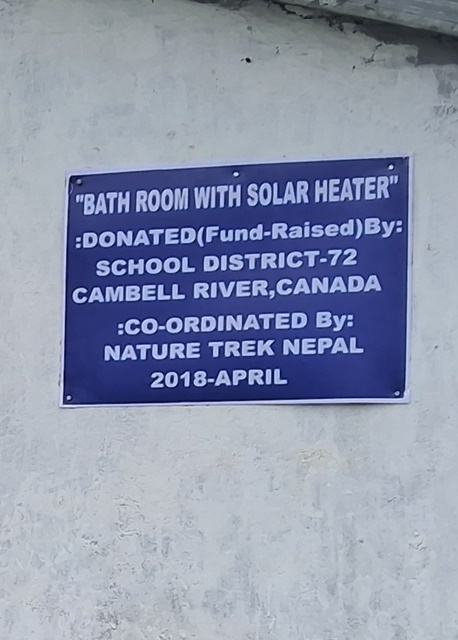 "BATH ROOM WITH SOLAR HEATER"
:DONATED(Fund-Raised)By:
SCHOOL DISTRICT-72
CAMBELL RIVER,CANADA
:CO-ORDINATED By:
NATURE TREK NEPAL
2018-APRIL